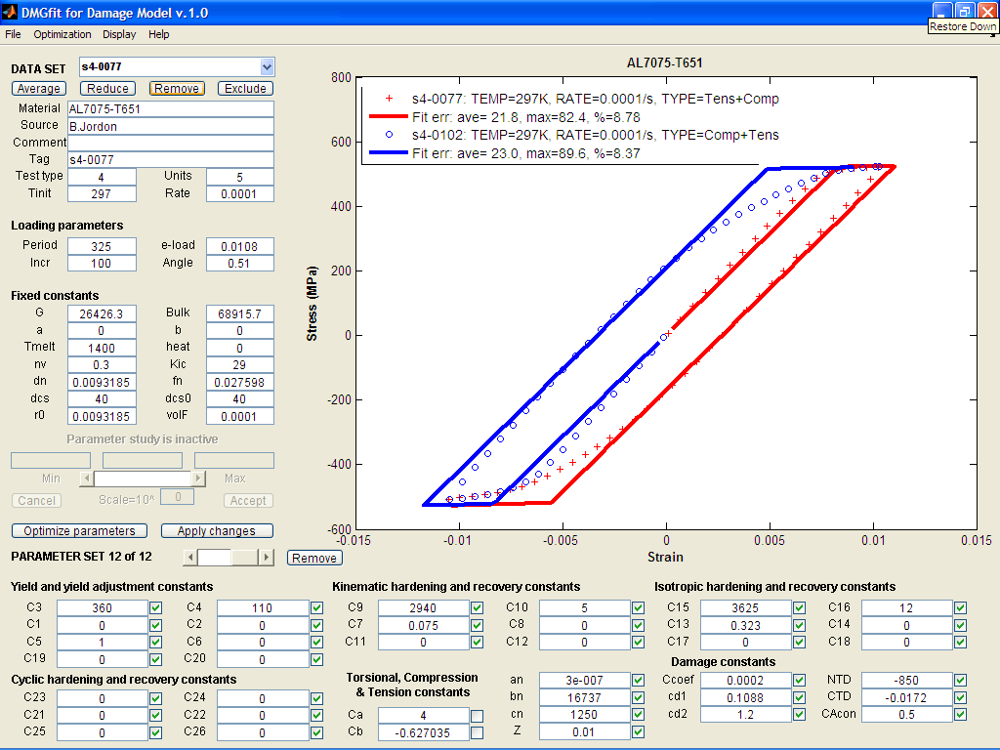 DMGfit for Damage Model v.1.0
Restore Down
File Optimization Display Help
DATA SET s4-0077
Average Reduce Remove Exclude
Material AL7075-T651
Source B.Jordon
Comment
Tag s4-0077
Test type 4 Units 5
Tinit 297 Rate 0.0001
Loading parameters
Period 325 e-load 0.0108
Incr 100 Angle 0.51
Fixed constants
G 26426.3 Bulk 68915.7
a 0 b 0
Tmelt 1400 heat 0
nv 0.3 Kic 29
dn 0.0093185 fn 0.027598
dcs 40 dcs0 40
r0 0.0093185 volF 0.0001
Parameter study is inactive
Min Max
Cancel Scale=10^ 0 Accept
Optimize parameters Apply changes
PARAMETER SET 12 of 12 Remove
AL7075-T651
s4-0077: TEMP=297K, RATE=0.0001/s, TYPE=Tens+Comp
Fit err: ave= 21.8, max=82.4, %=8.78
s4-0102: TEMP=297K, RATE=0.0001/s, TYPE=Comp+Tens
Fit err: ave= 23.0, max=89.6, %=8.37
800
600
400
200
0
-200
-400
-600
Stress (MPa)
-0.015 -0.01 -0.005 0 0.005 0.01 0.015
Strain
Yield and yield adjustment constants
C3 360 C4 110
C1 0 C2 0
C5 1 C6 0
C19 0 C20 0
Cyclic hardening and recovery constants
C23 0 C24 0
C21 0 C22 0
C25 0 C26 0
Kinematic hardening and recovery constants
C9 2940 C10 5
C7 0.075 C8 0
C11 0 C12 0
Torsional, Compression
& Tension constants
Ca 4
Cb -0.627035
an 3e-007
bn 16737
cn 1250
Z 0.01
Isotropic hardening and recovery constants
C15 3625 C16 12
C13 0.323 C14 0
C17 0 C18 0
Damage constants
Ccoef 0.0002 NTD -850
cd1 0.1088 CTD -0.0172
cd2 1.2 CAcon 0.5